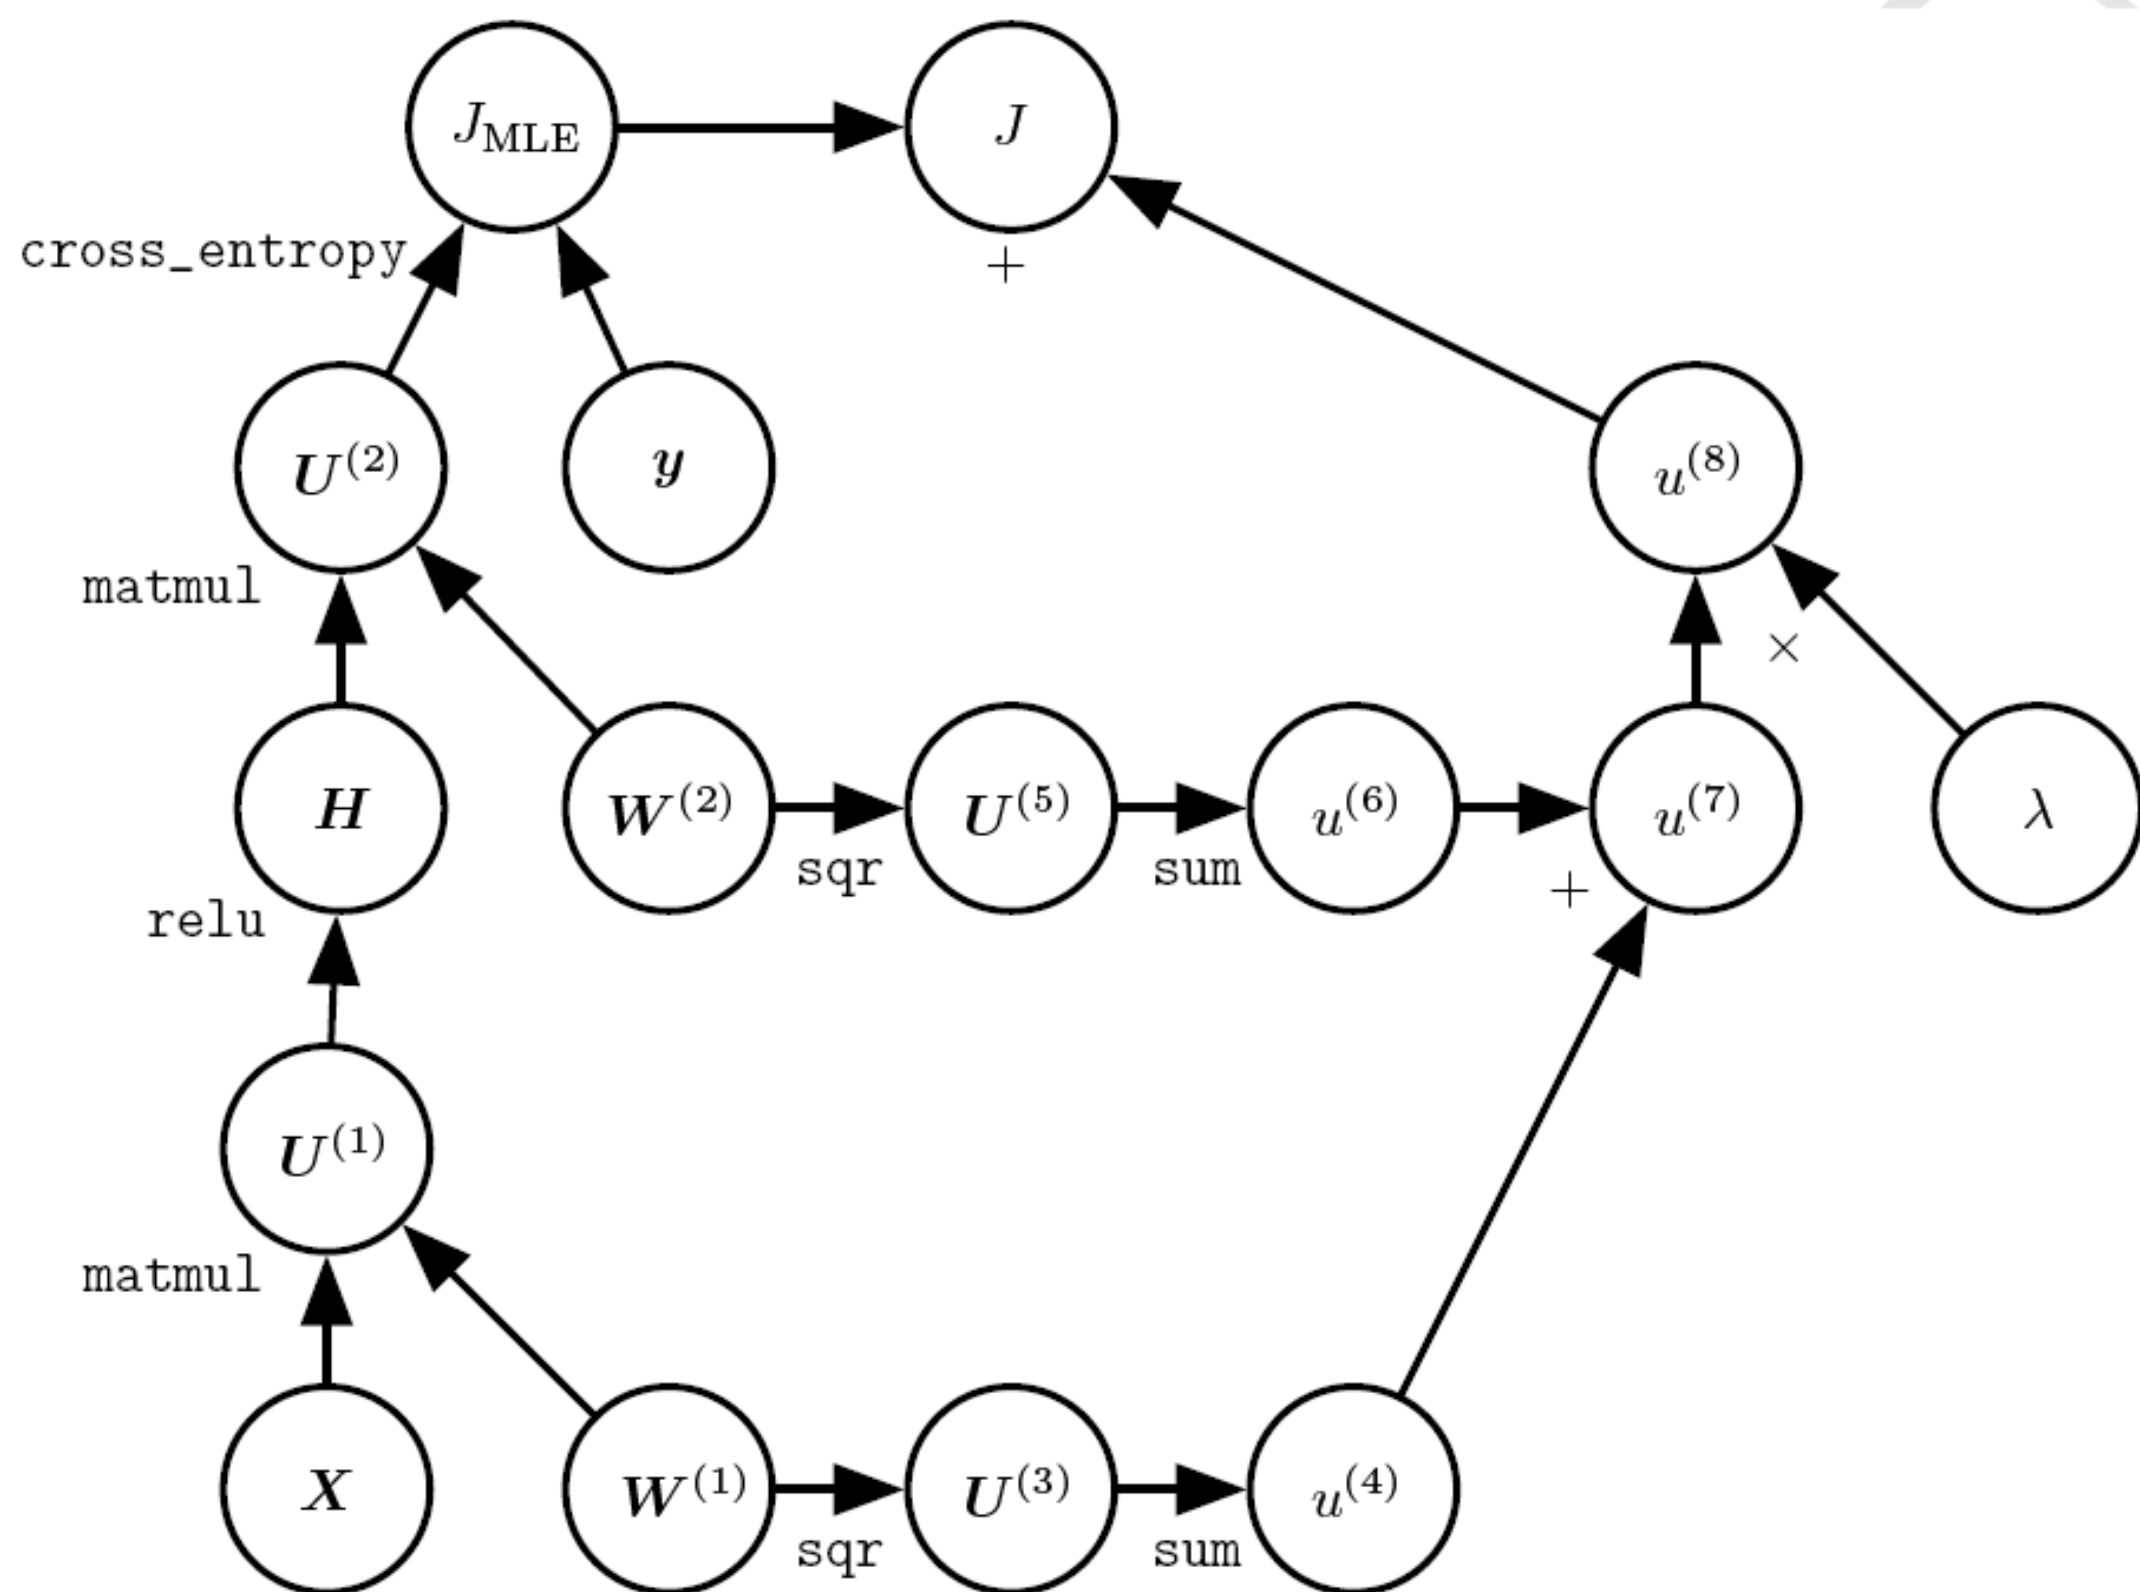 J_MLE
J
cross_entropy
+
U^(2)
y
u^(8)
matmul
×
H
W^(2)
U^(5)
u^(6)
u^(7)
λ
sqr
sum
+
relu
U^(1)
matmul
X
W^(1)
U^(3)
u^(4)
sqr
sum